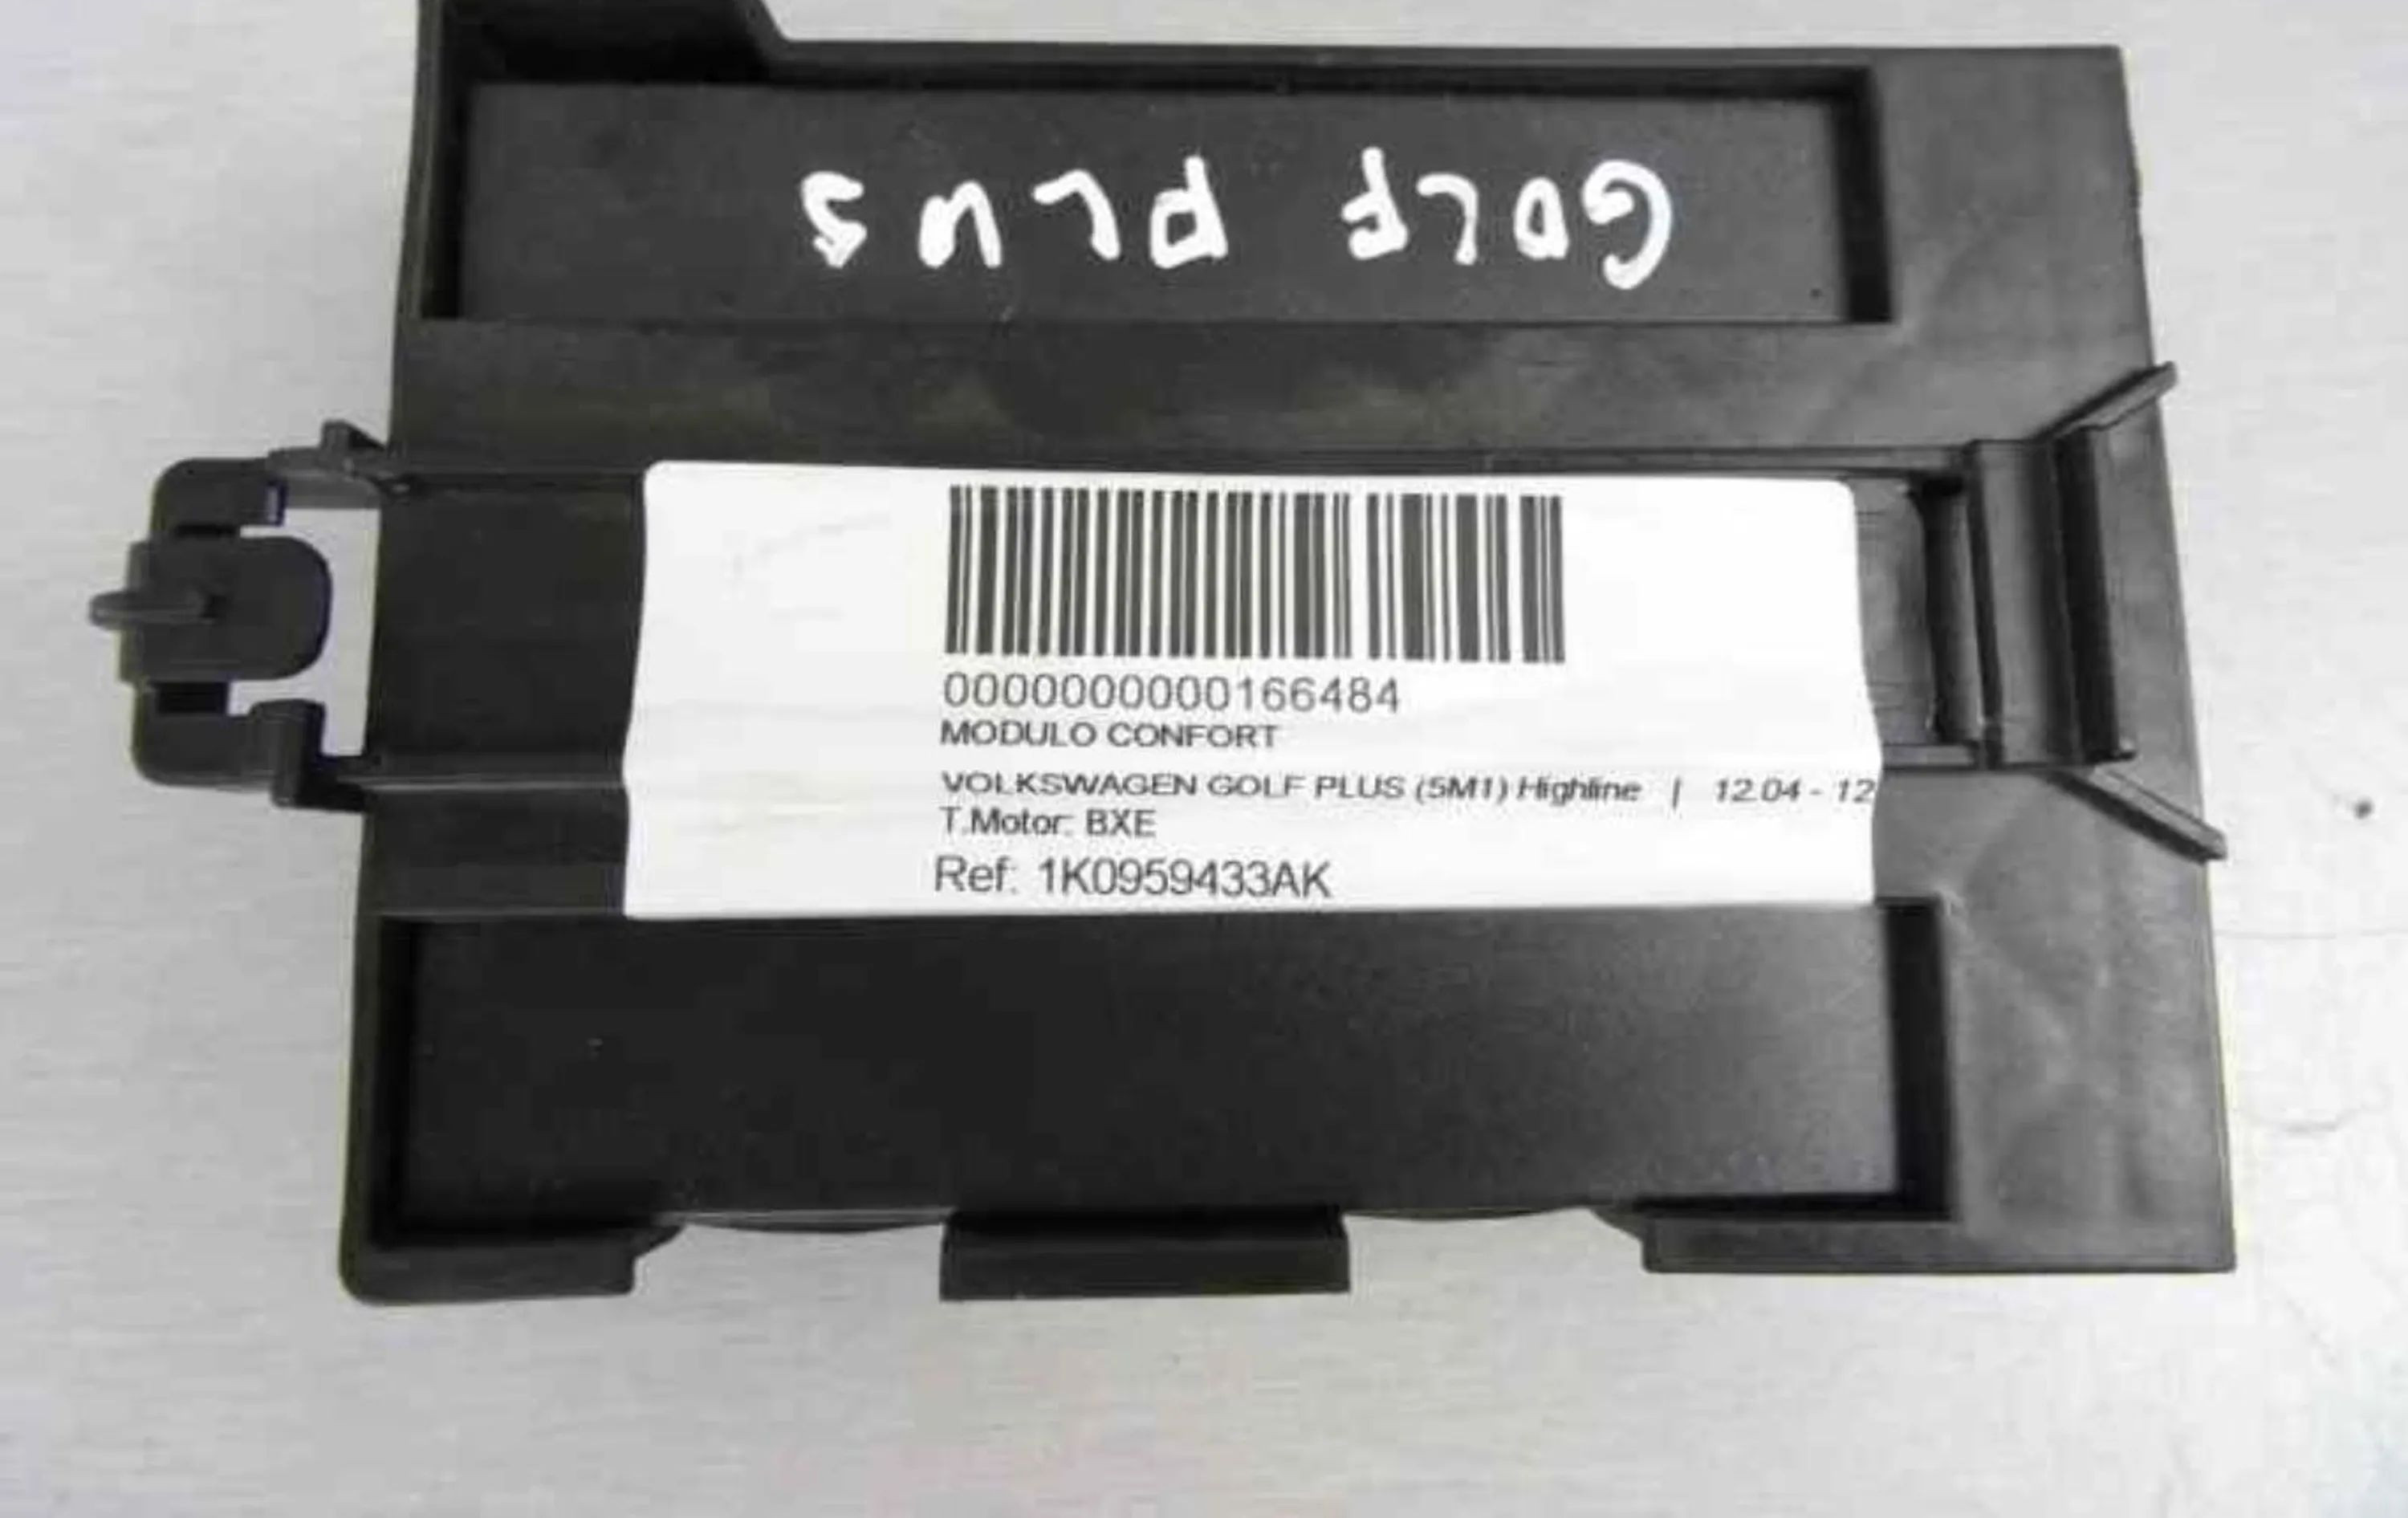 GOLF PLUS
0000000000166484
MODULO CONFORT
VOLKSWAGEN GOLF PLUS (5M1) Highline | 12.04 - 12
T.Motor: BXE
Ref: 1K0959433AK